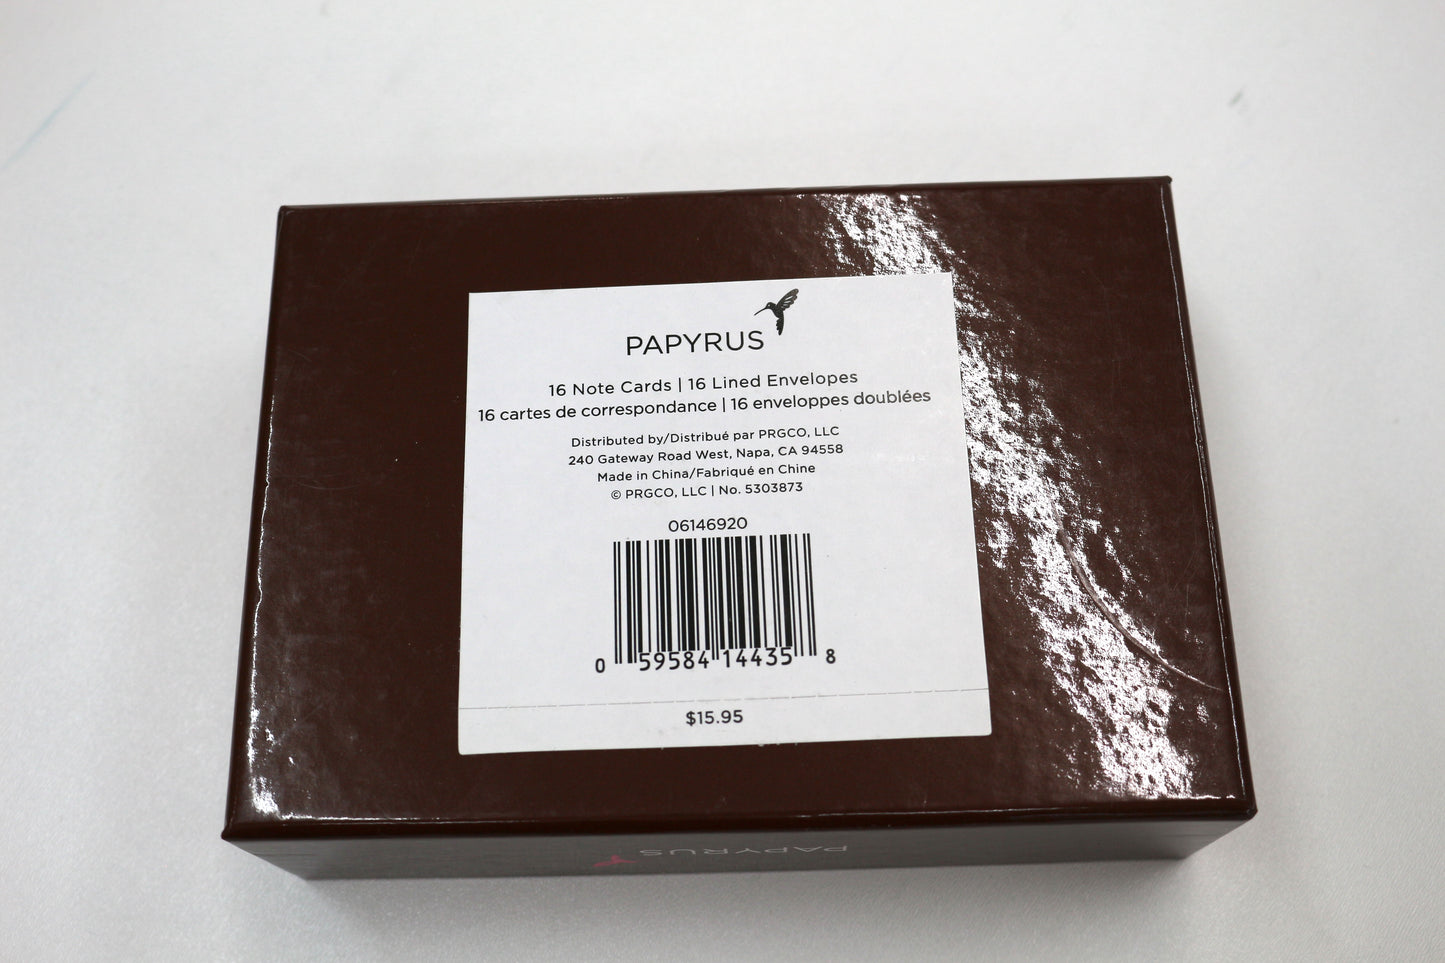 PAPYRUS
16 Note Cards | 16 Lined Envelopes
16 cartes de correspondance | 16 enveloppes doublées
Distributed by/Distribué par PRGCO, LLC
240 Gateway Road West, Napa, CA 94558
Made in China/Fabriqué en Chine
© PRGCO, LLC | No. 5303873
06146920
0 59584 14435 8
$15.95
PAPYRUS